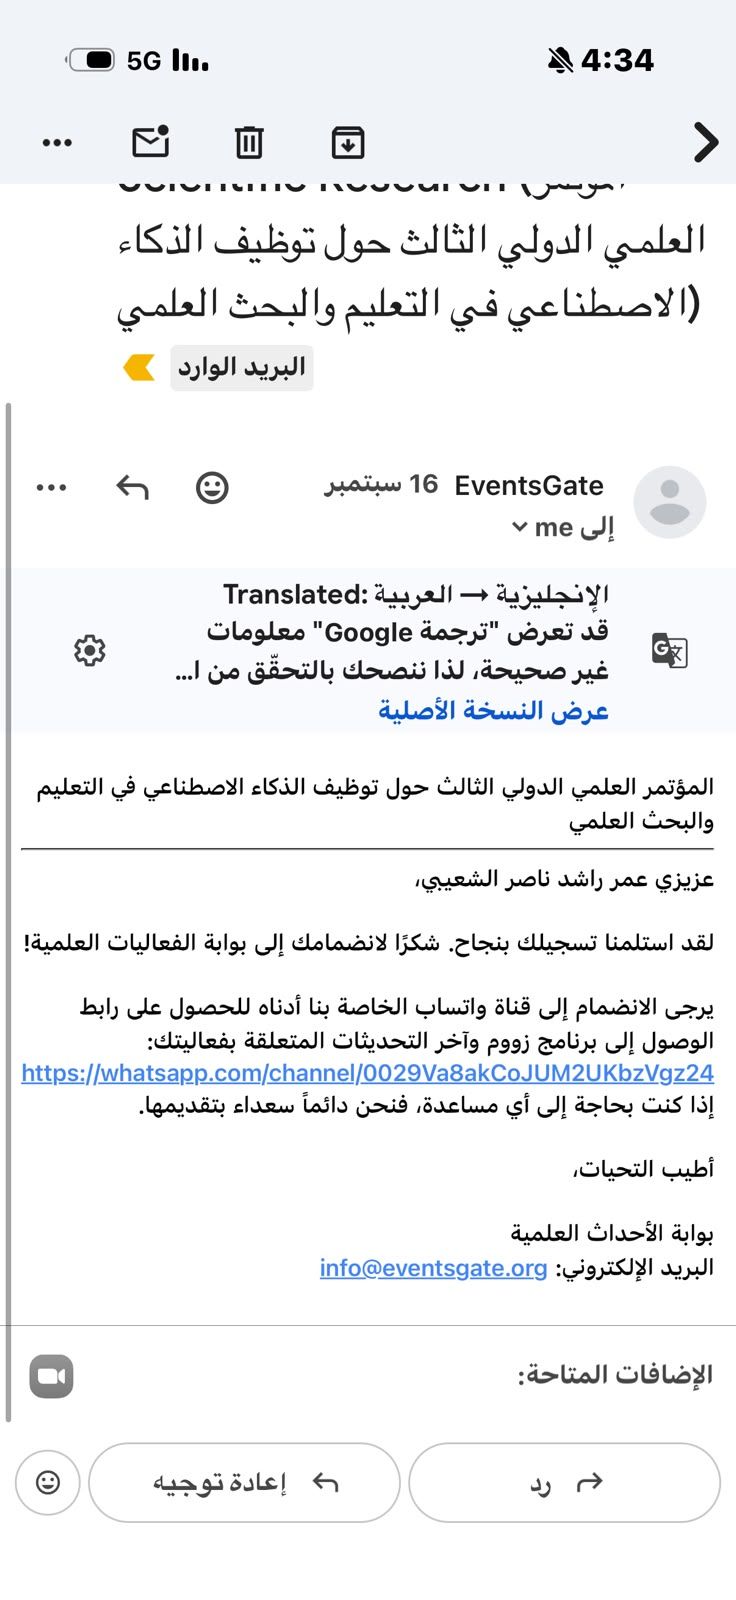 5G 4:34
Scientific Research (مؤتمر
العلمي الدولي الثالث حول توظيف الذكاء
الاصطناعي في التعليم والبحث العلمي)
البريد الوارد
EventsGate 16 سبتمبر
إلى me
Translated: الإنجليزية → العربية
قد تعرض "ترجمة Google" معلومات
غير صحيحة، لذا ننصحك بالتحقّق من ا...
عرض النسخة الأصلية
المؤتمر العلمي الدولي الثالث حول توظيف الذكاء الاصطناعي في التعليم
والبحث العلمي
عزيزي عمر راشد ناصر الشعيبي،
لقد استلمنا تسجيلك بنجاح. شكرًا لانضمامك إلى بوابة الفعاليات العلمية!
يرجى الانضمام إلى قناة واتساب الخاصة بنا أدناه للحصول على رابط
الوصول إلى برنامج زووم وآخر التحديثات المتعلقة بفعاليتك:
https://whatsapp.com/channel/0029Va8akCoJUM2UKbzVgz24
إذا كنت بحاجة إلى أي مساعدة، فنحن دائماً سعداء بتقديمها.
أطيب التحيات،
بوابة الأحداث العلمية
البريد الإلكتروني: info@eventsgate.org
الإضافات المتاحة:
رد
إعادة توجيه